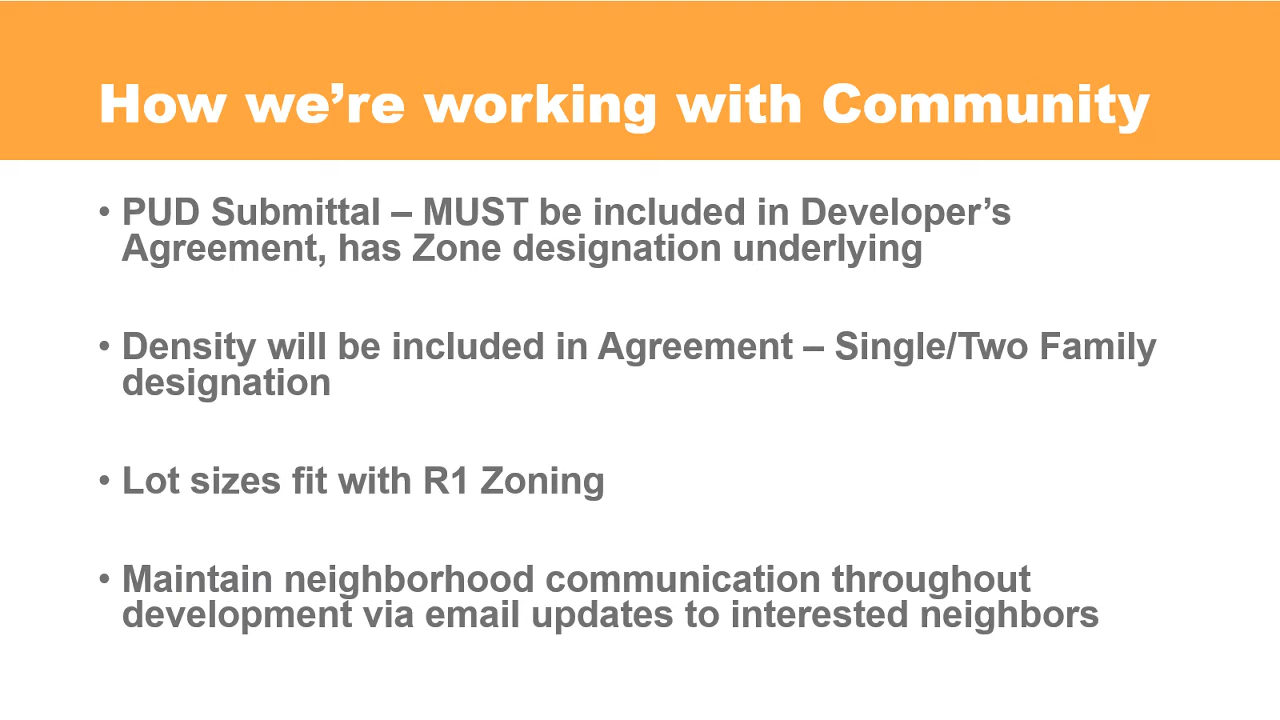 How we’re working with Community
• PUD Submittal – MUST be included in Developer’s
Agreement, has Zone designation underlying
• Density will be included in Agreement – Single/Two Family
designation
• Lot sizes fit with R1 Zoning
• Maintain neighborhood communication throughout
development via email updates to interested neighbors